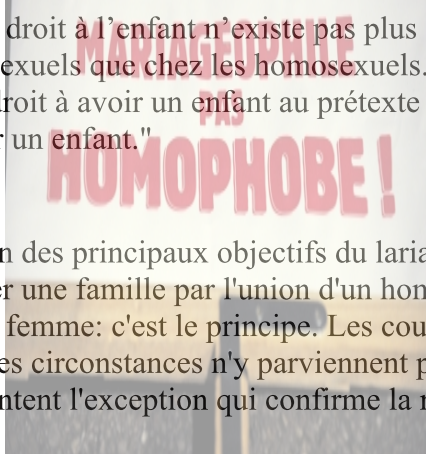 droit à l’enfant n’existe pas plus
exuels que chez les homosexuels.
roit à avoir un enfant au prétexte
un enfant."
MARIAGEOPHILE
PAS
HOMOPHOBE !
n des principaux objectifs du laria
r une famille par l'union d'un hom
femme: c'est le principe. Les cou
es circonstances n'y parviennent p
ntent l'exception qui confirme la r